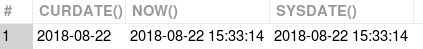 # CURDATE() NOW() SYSDATE()
1 2018-08-22 2018-08-22 15:33:14 2018-08-22 15:33:14